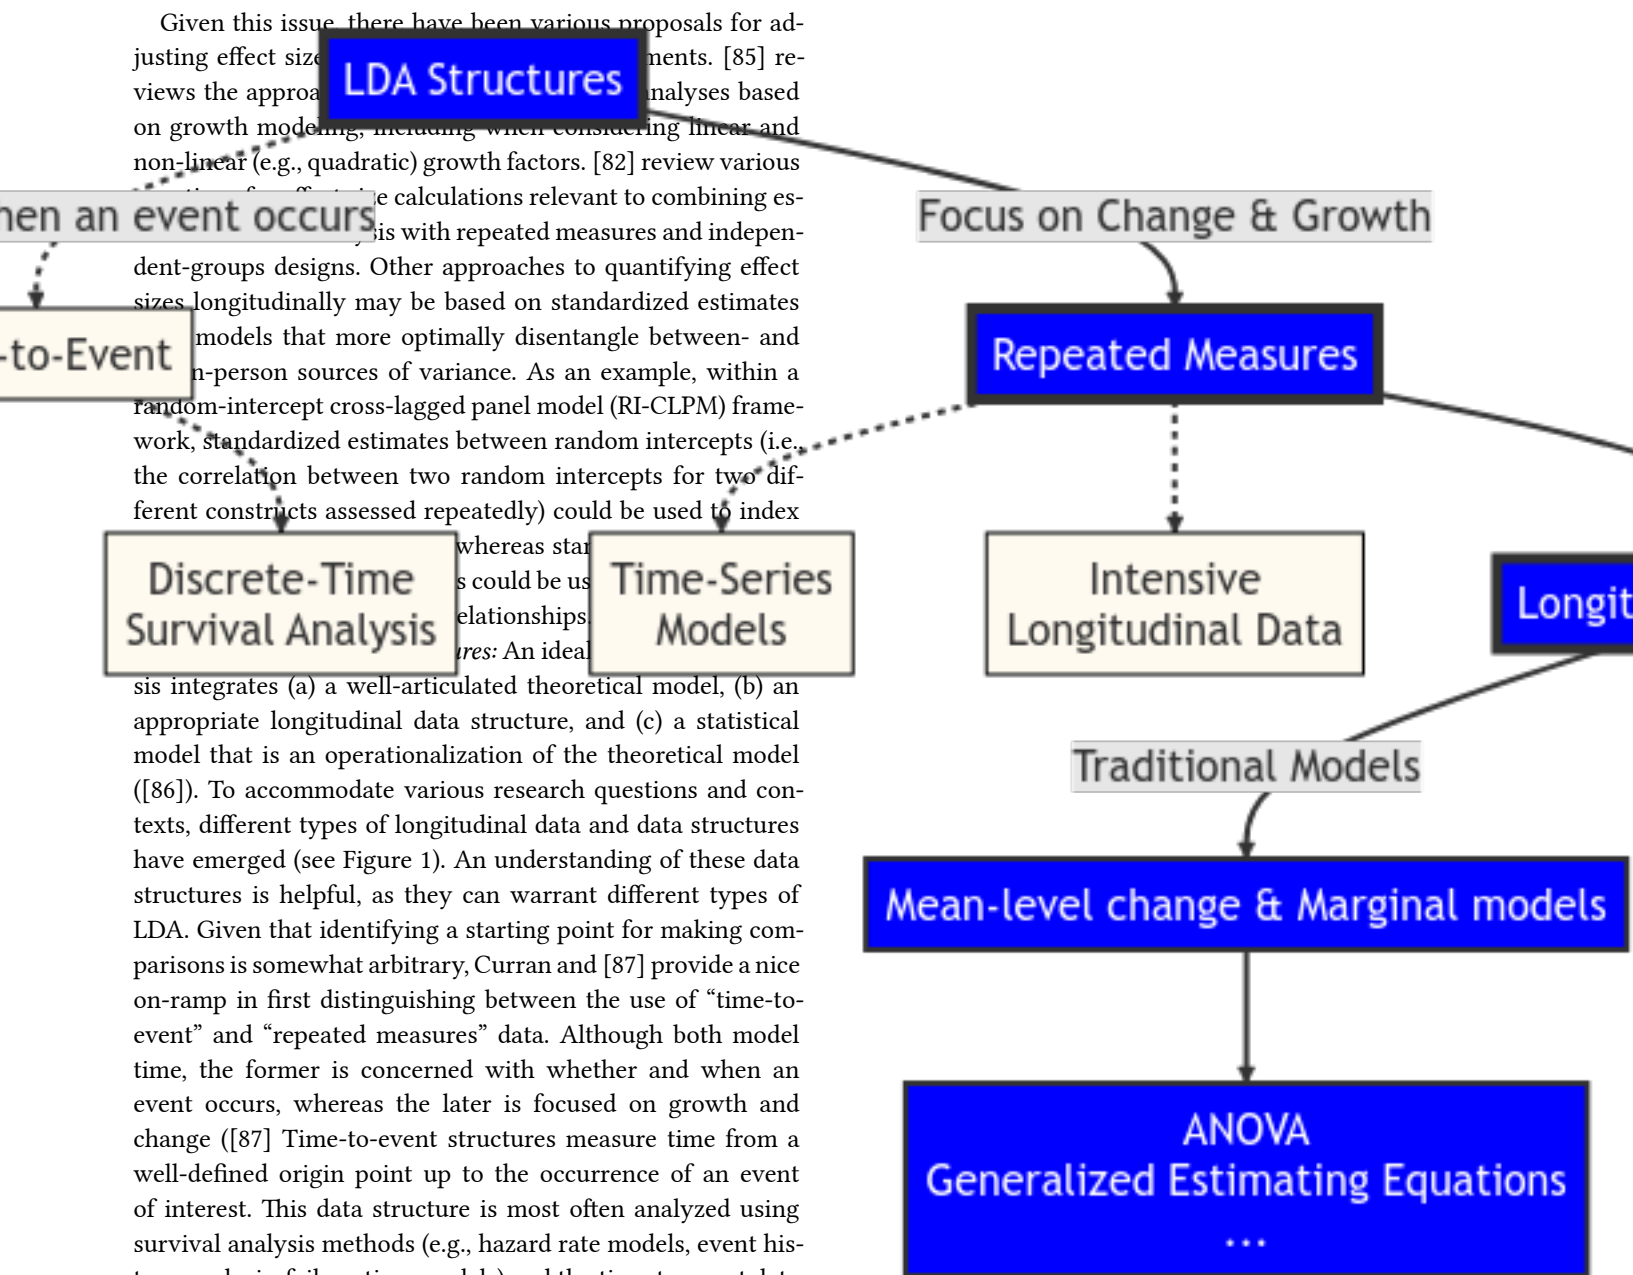 Given this issue, there have been various proposals for ad-
justing effect size
ments. [85] re-
views the approa
nalyses based
on growth modeling, including when considering linear and
non-linear (e.g., quadratic) growth factors. [82] review various
calculations relevant to combining es-
with repeated measures and indepen-
dent-groups designs. Other approaches to quantifying effect
sizes longitudinally may be based on standardized estimates
models that more optimally disentangle between- and
n-person sources of variance. As an example, within a
random-intercept cross-lagged panel model (RI-CLPM) frame-
work, standardized estimates between random intercepts (i.e.,
the correlation between two random intercepts for two dif-
ferent constructs assessed repeatedly) could be used to index
whereas star
s could be us
elationships.
ures: An ideal
sis integrates (a) a well-articulated theoretical model, (b) an
appropriate longitudinal data structure, and (c) a statistical
model that is an operationalization of the theoretical model
([86]). To accommodate various research questions and con-
texts, different types of longitudinal data and data structures
have emerged (see Figure 1). An understanding of these data
structures is helpful, as they can warrant different types of
LDA. Given that identifying a starting point for making com-
parisons is somewhat arbitrary, Curran and [87] provide a nice
on-ramp in first distinguishing between the use of “time-to-
event” and “repeated measures” data. Although both model
time, the former is concerned with whether and when an
event occurs, whereas the later is focused on growth and
change ([87] Time-to-event structures measure time from a
well-defined origin point up to the occurrence of an event
of interest. This data structure is most often analyzed using
survival analysis methods (e.g., hazard rate models, event his-
LDA Structures
hen an event occurs
Focus on Change & Growth
-to-Event
Repeated Measures
Discrete-Time
Survival Analysis
Time-Series
Models
Intensive
Longitudinal Data
Longit
Traditional Models
Mean-level change & Marginal models
ANOVA
Generalized Estimating Equations
...